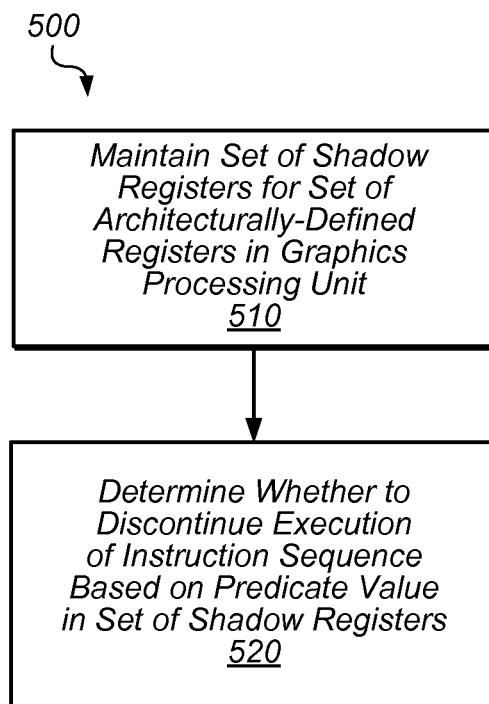 500
Maintain Set of Shadow
Registers for Set of
Architecturally-Defined
Registers in Graphics
Processing Unit
510
Determine Whether to
Discontinue Execution
of Instruction Sequence
Based on Predicate Value
in Set of Shadow Registers
520